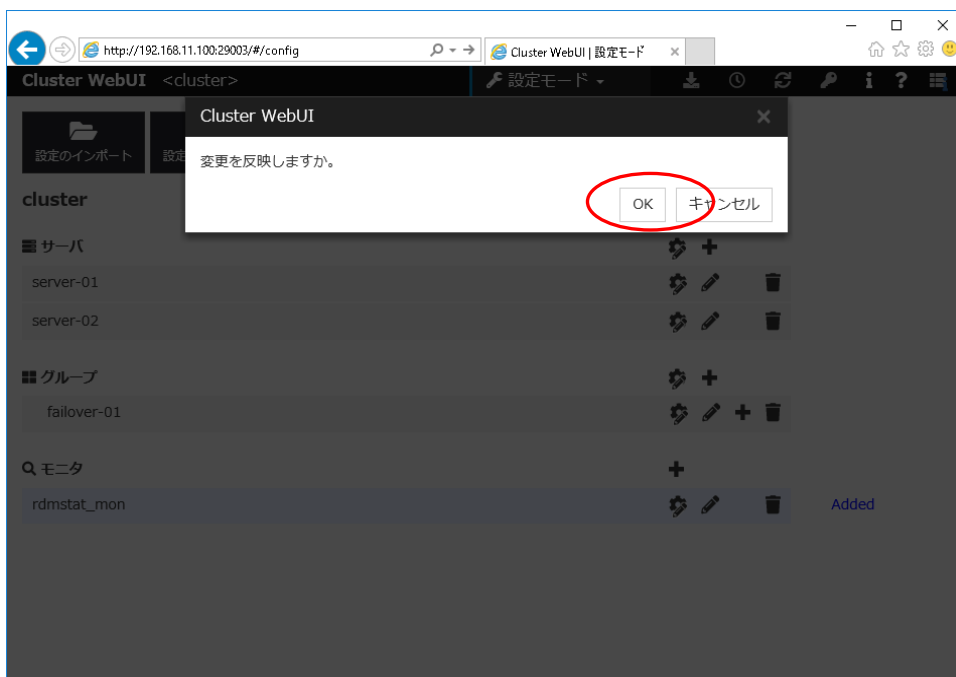 http://192.168.11.100:29003/#/config
Cluster WebUI | 設定モード
Cluster WebUI <cluster>
設定モード
Cluster WebUI
変更を反映しますか。
OK
キャンセル
設定のインポート
設定
cluster
サーバ
server-01
server-02
グループ
failover-01
モニタ
rdmstat_mon
Added